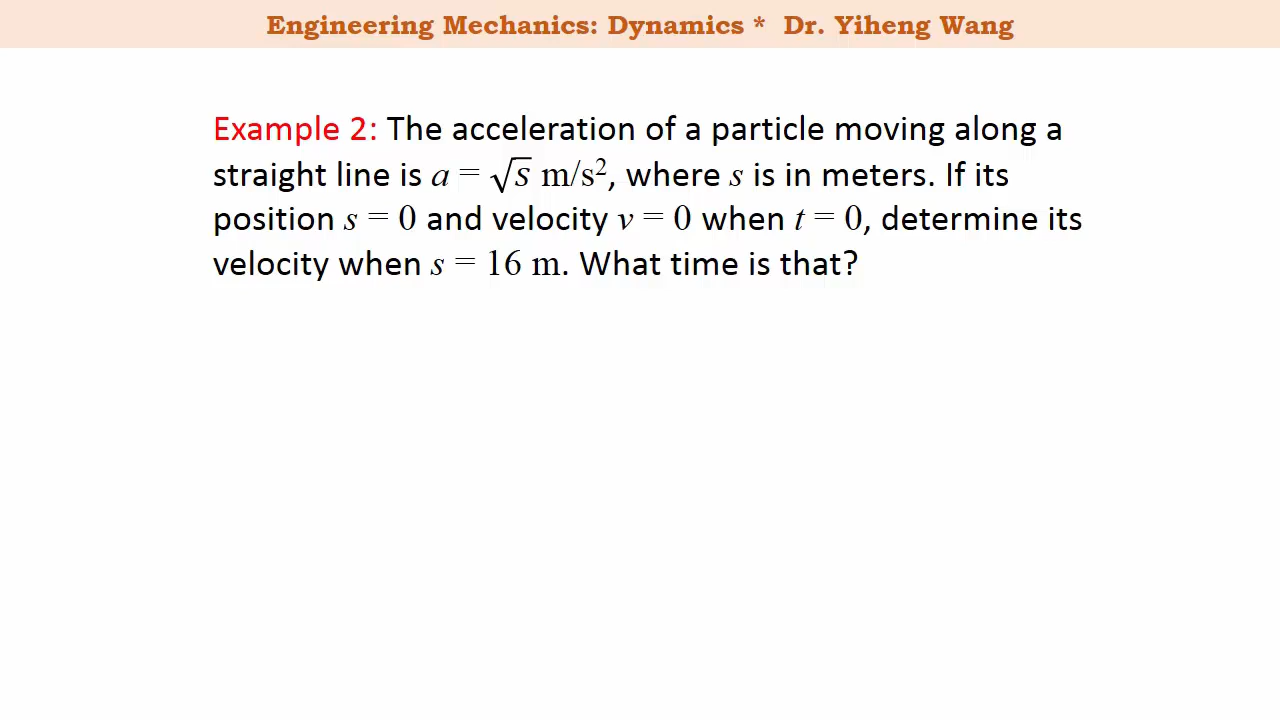 Engineering Mechanics: Dynamics * Dr. Yiheng Wang
Example 2: The acceleration of a particle moving along a
straight line is a = √s m/s², where s is in meters. If its
position s = 0 and velocity v = 0 when t = 0, determine its
velocity when s = 16 m. What time is that?